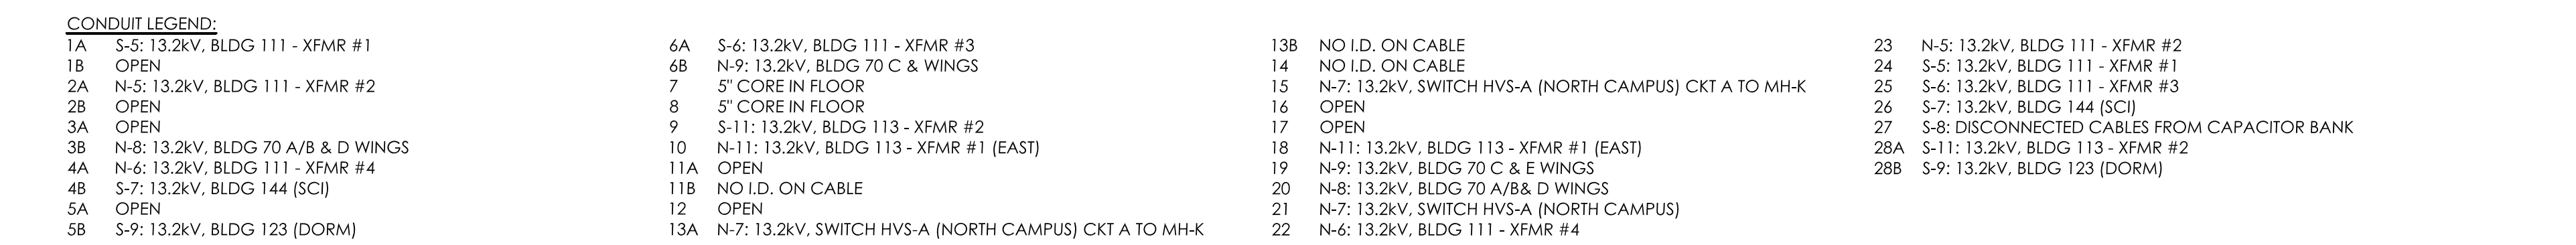 CONDUIT LEGEND:
1A S-5: 13.2kV, BLDG 111 - XFMR #1
1B OPEN
2A N-5: 13.2kV, BLDG 111 - XFMR #2
2B OPEN
3A OPEN
3B N-8: 13.2kV, BLDG 70 A/B & D WINGS
4A N-6: 13.2kV, BLDG 111 - XFMR #4
4B S-7: 13.2kV, BLDG 144 (SCI)
5A OPEN
5B S-9: 13.2kV, BLDG 123 (DORM)
6A S-6: 13.2kV, BLDG 111 - XFMR #3
6B N-9: 13.2kV, BLDG 70 C & WINGS
7 5" CORE IN FLOOR
8 5" CORE IN FLOOR
9 S-11: 13.2kV, BLDG 113 - XFMR #2
10 N-11: 13.2kV, BLDG 113 - XFMR #1 (EAST)
11A OPEN
11B NO I.D. ON CABLE
12 OPEN
13A N-7: 13.2kV, SWITCH HVS-A (NORTH CAMPUS) CKT A TO MH-K
13B NO I.D. ON CABLE
14 NO I.D. ON CABLE
15 N-7: 13.2kV, SWITCH HVS-A (NORTH CAMPUS) CKT A TO MH-K
16 OPEN
17 OPEN
18 N-11: 13.2kV, BLDG 113 - XFMR #1 (EAST)
19 N-9: 13.2kV, BLDG 70 C & E WINGS
20 N-8: 13.2kV, BLDG 70 A/B& D WINGS
21 N-7: 13.2kV, SWITCH HVS-A (NORTH CAMPUS)
22 N-6: 13.2kV, BLDG 111 - XFMR #4
23 N-5: 13.2kV, BLDG 111 - XFMR #2
24 S-5: 13.2kV, BLDG 111 - XFMR #1
25 S-6: 13.2kV, BLDG 111 - XFMR #3
26 S-7: 13.2kV, BLDG 144 (SCI)
27 S-8: DISCONNECTED CABLES FROM CAPACITOR BANK
28A S-11: 13.2kV, BLDG 113 - XFMR #2
28B S-9: 13.2kV, BLDG 123 (DORM)